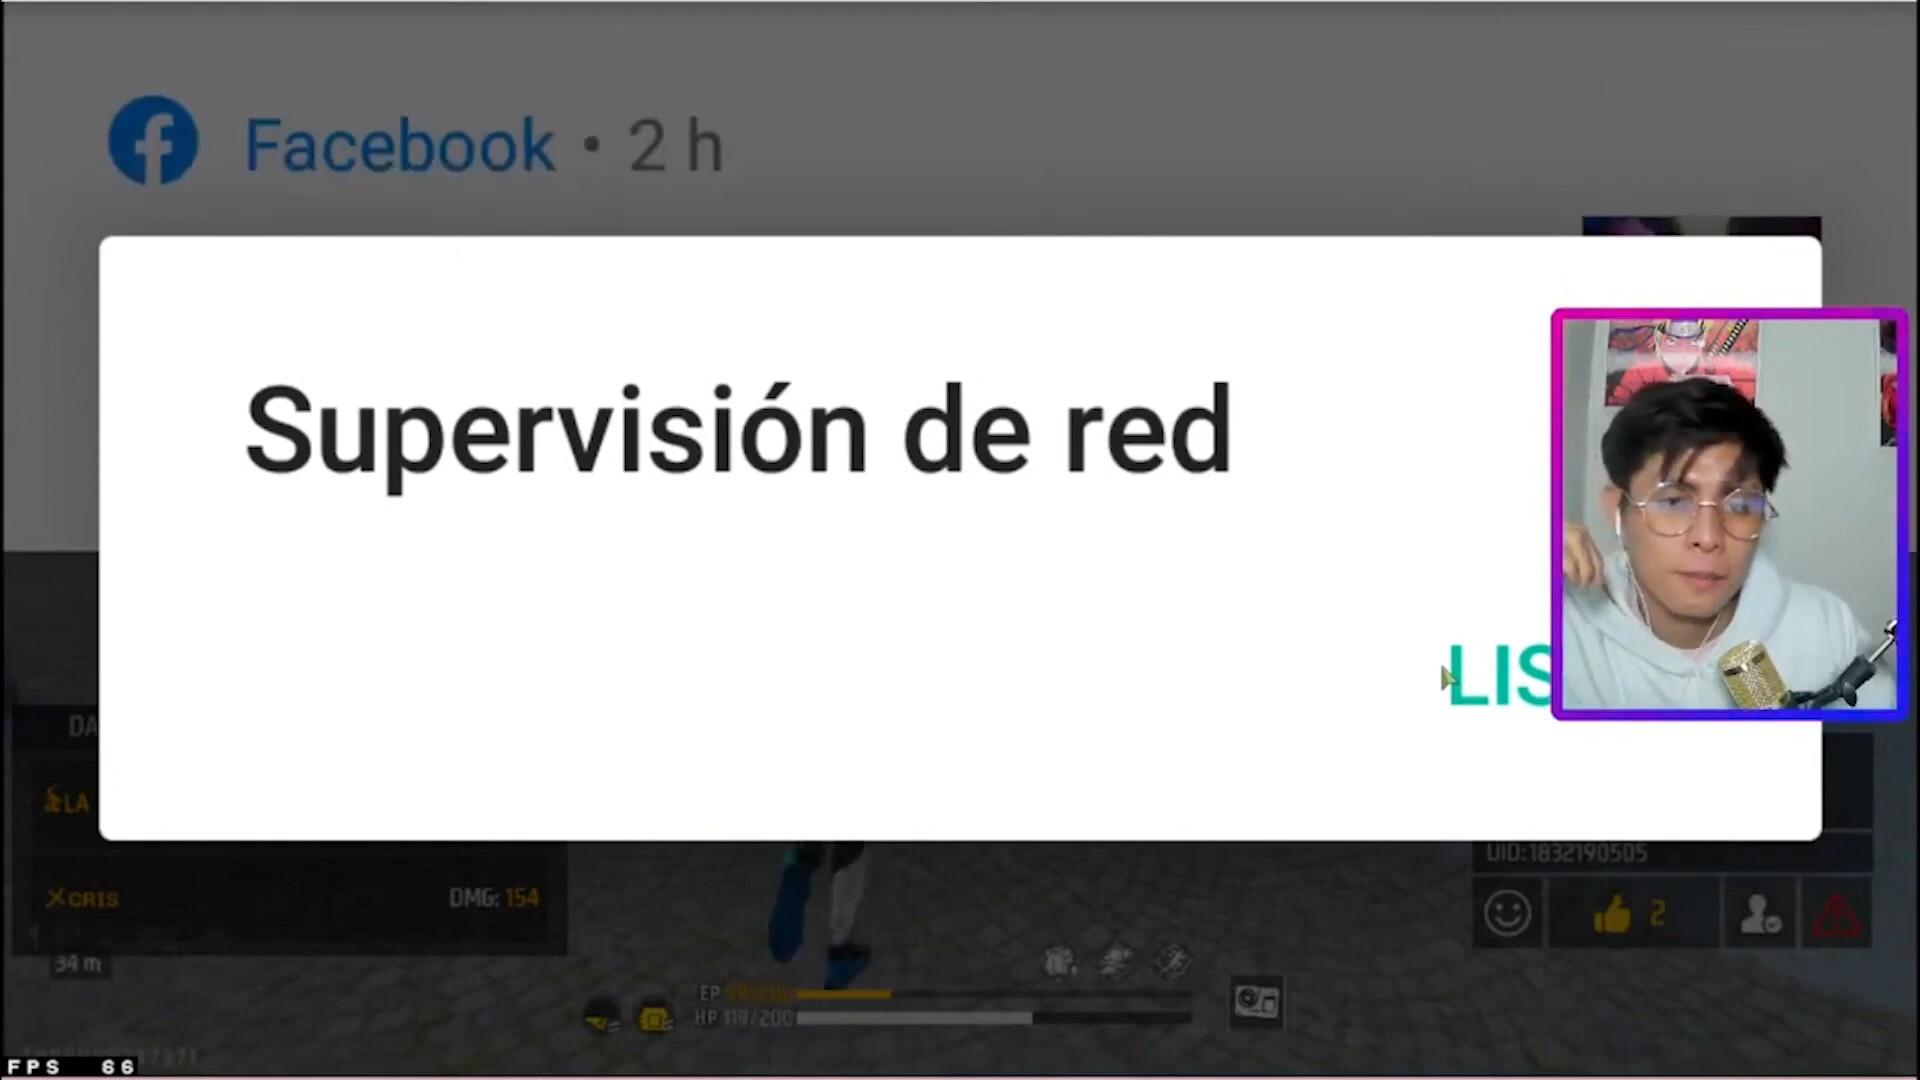 Facebook • 2 h
Supervisión de red
LIS
DA
LA
UID:1832190505
CRIS
DMG: 154
2
34 m
EP
HP 119/200
FPS 66